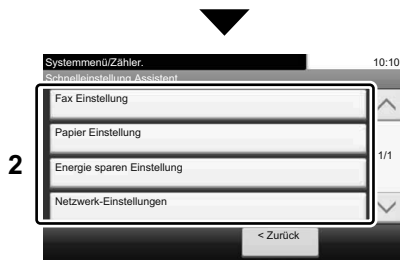 Systemmenü/Zähler.
10:10
Schnelleinstellung Assistent
Fax Einstellung
Papier Einstellung
1/1
2
Energie sparen Einstellung
Netzwerk-Einstellungen
< Zurück